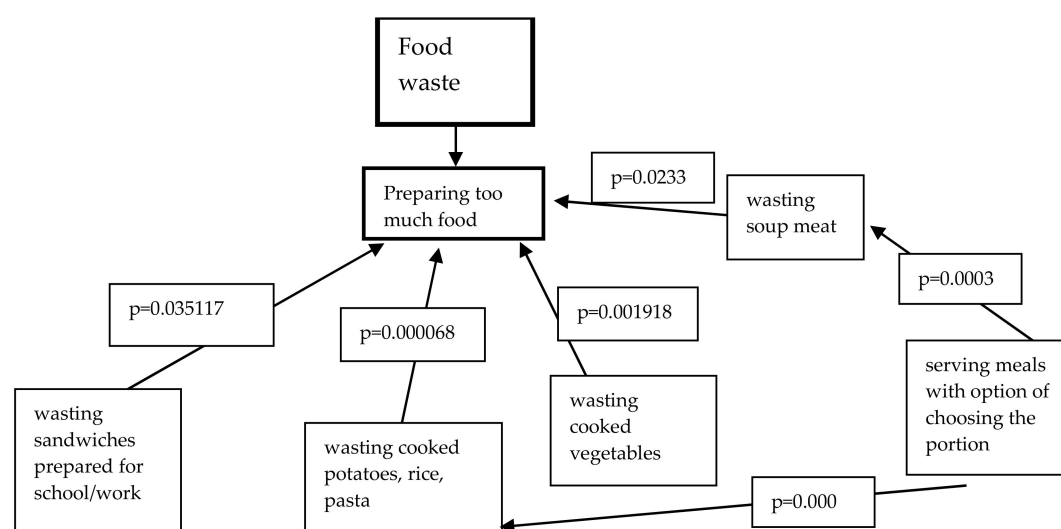 Food
waste
Preparing too
much food
p=0.0233
wasting
soup meat
p=0.0003
p=0.035117
p=0.000068
p=0.001918
serving meals
with option of
choosing the
portion
wasting
sandwiches
prepared for
school/work
wasting cooked
potatoes, rice,
pasta
wasting
cooked
vegetables
p=0.000